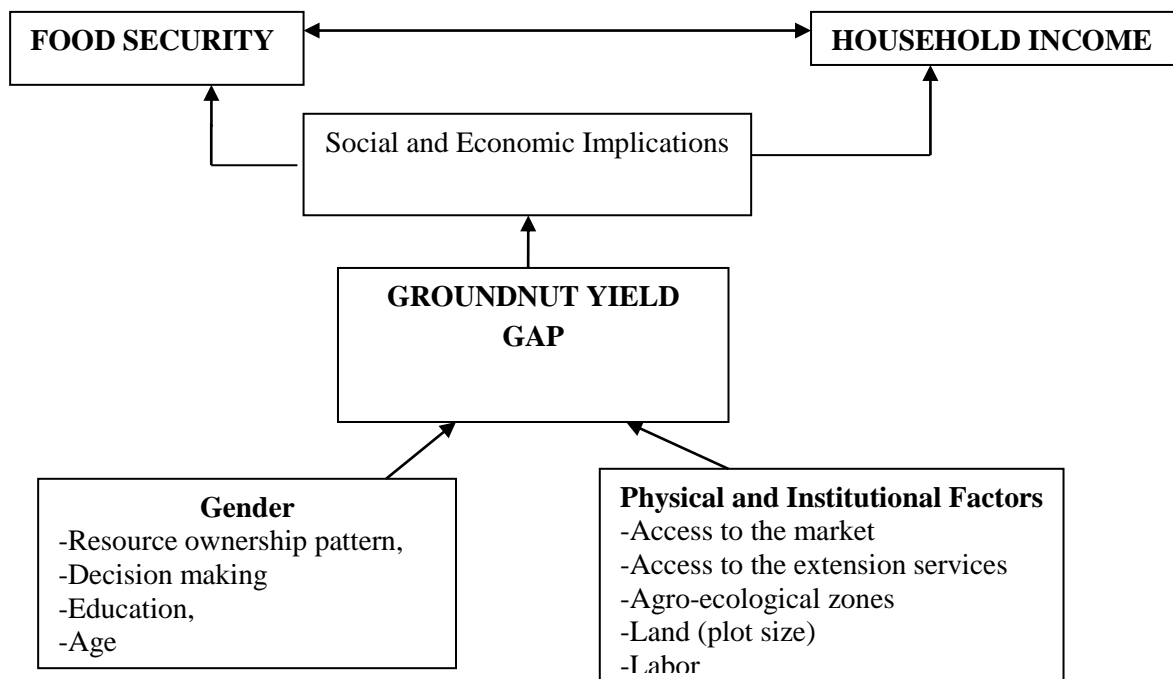 FOOD SECURITY
HOUSEHOLD INCOME
Social and Economic Implications
GROUNDNUT YIELD
GAP
Gender
-Resource ownership pattern,
-Decision making
-Education,
-Age
Physical and Institutional Factors
-Access to the market
-Access to the extension services
-Agro-ecological zones
-Land (plot size)
-Labor